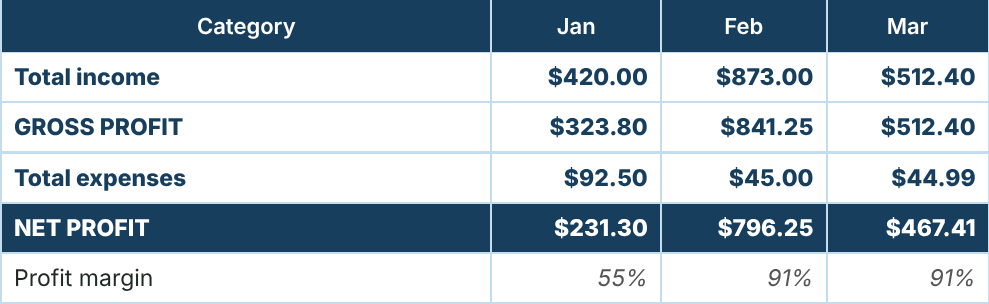 Category Jan Feb Mar
Total income $420.00 $873.00 $512.40
GROSS PROFIT $323.80 $841.25 $512.40
Total expenses $92.50 $45.00 $44.99
NET PROFIT $231.30 $796.25 $467.41
Profit margin 55% 91% 91%